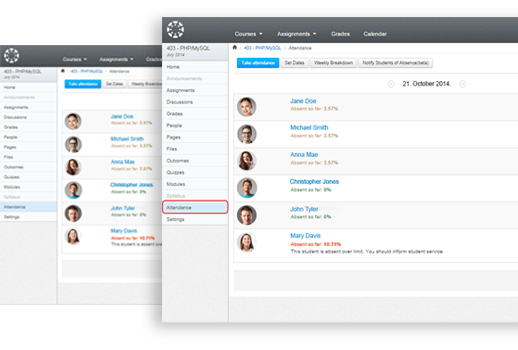 Courses Assignments Grades
403 - PHP/MySQL
July 2014
403 - PHP/MySQL Attendance
Home
Announcements
Assignments
Discussions
Grades
People
Pages
Files
Outcomes
Quizzes
Modules
Syllabus
Attendance
Settings
Take attendance Set Dates Weekly Breakdown
Jane Doe
Absent so far: 3.57%
Michael Smith
Absent so far: 3.57%
Anna Mae
Absent so far: 3.57%
Christopher Jones
Absent so far: 0%
John Tyler
Absent so far: 0%
Mary Davis
Absent so far: 10.71%
This student is absent over
Courses Assignments Grades Calendar
403 - PHP/MySQL
July 2014
403 - PHP/MySQL Attendance
Home
Announcements
Assignments
Discussions
Grades
People
Pages
Files
Outcomes
Quizzes
Modules
Syllabus
Attendance
Settings
Take attendance Set Dates Weekly Breakdown Notify Students of Absence(beta)
21. October 2014.
Jane Doe
Absent so far: 3.57%
Michael Smith
Absent so far: 3.57%
Anna Mae
Absent so far: 3.57%
Christopher Jones
Absent so far: 0%
John Tyler
Absent so far: 0%
Mary Davis
Absent so far: 10.71%
This student is absent over limit. You should inform student service.